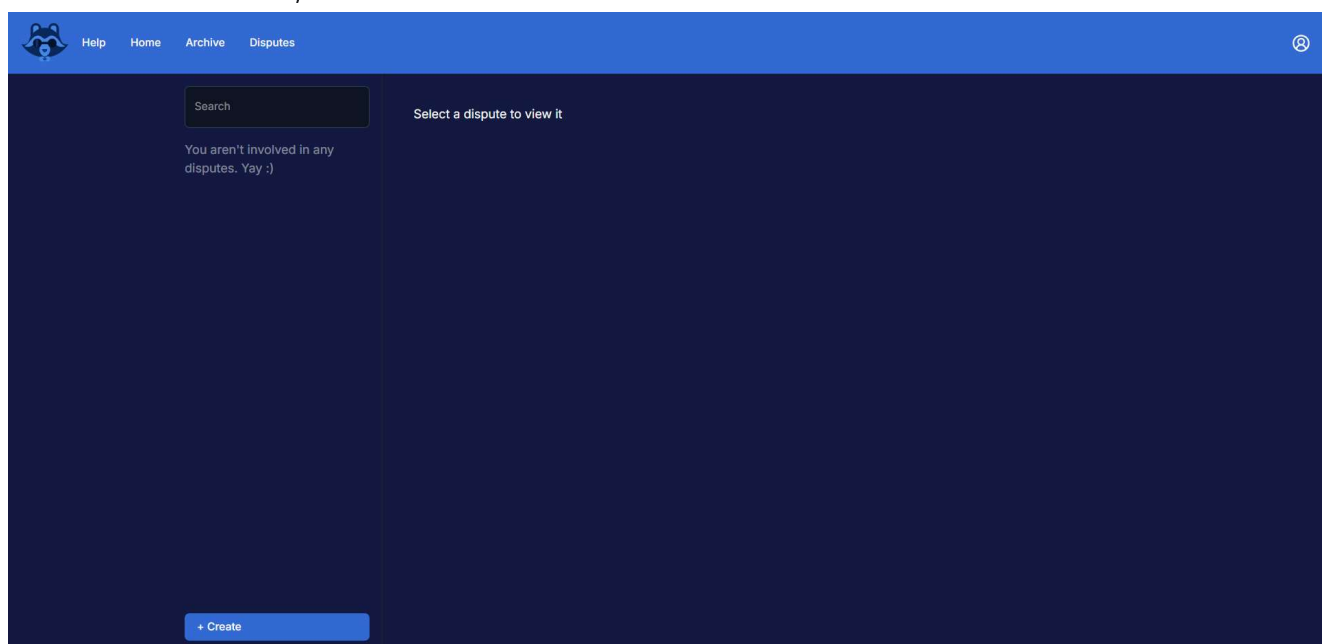 Help Home Archive Disputes
Search
Select a dispute to view it
You aren't involved in any
disputes. Yay :)
+ Create